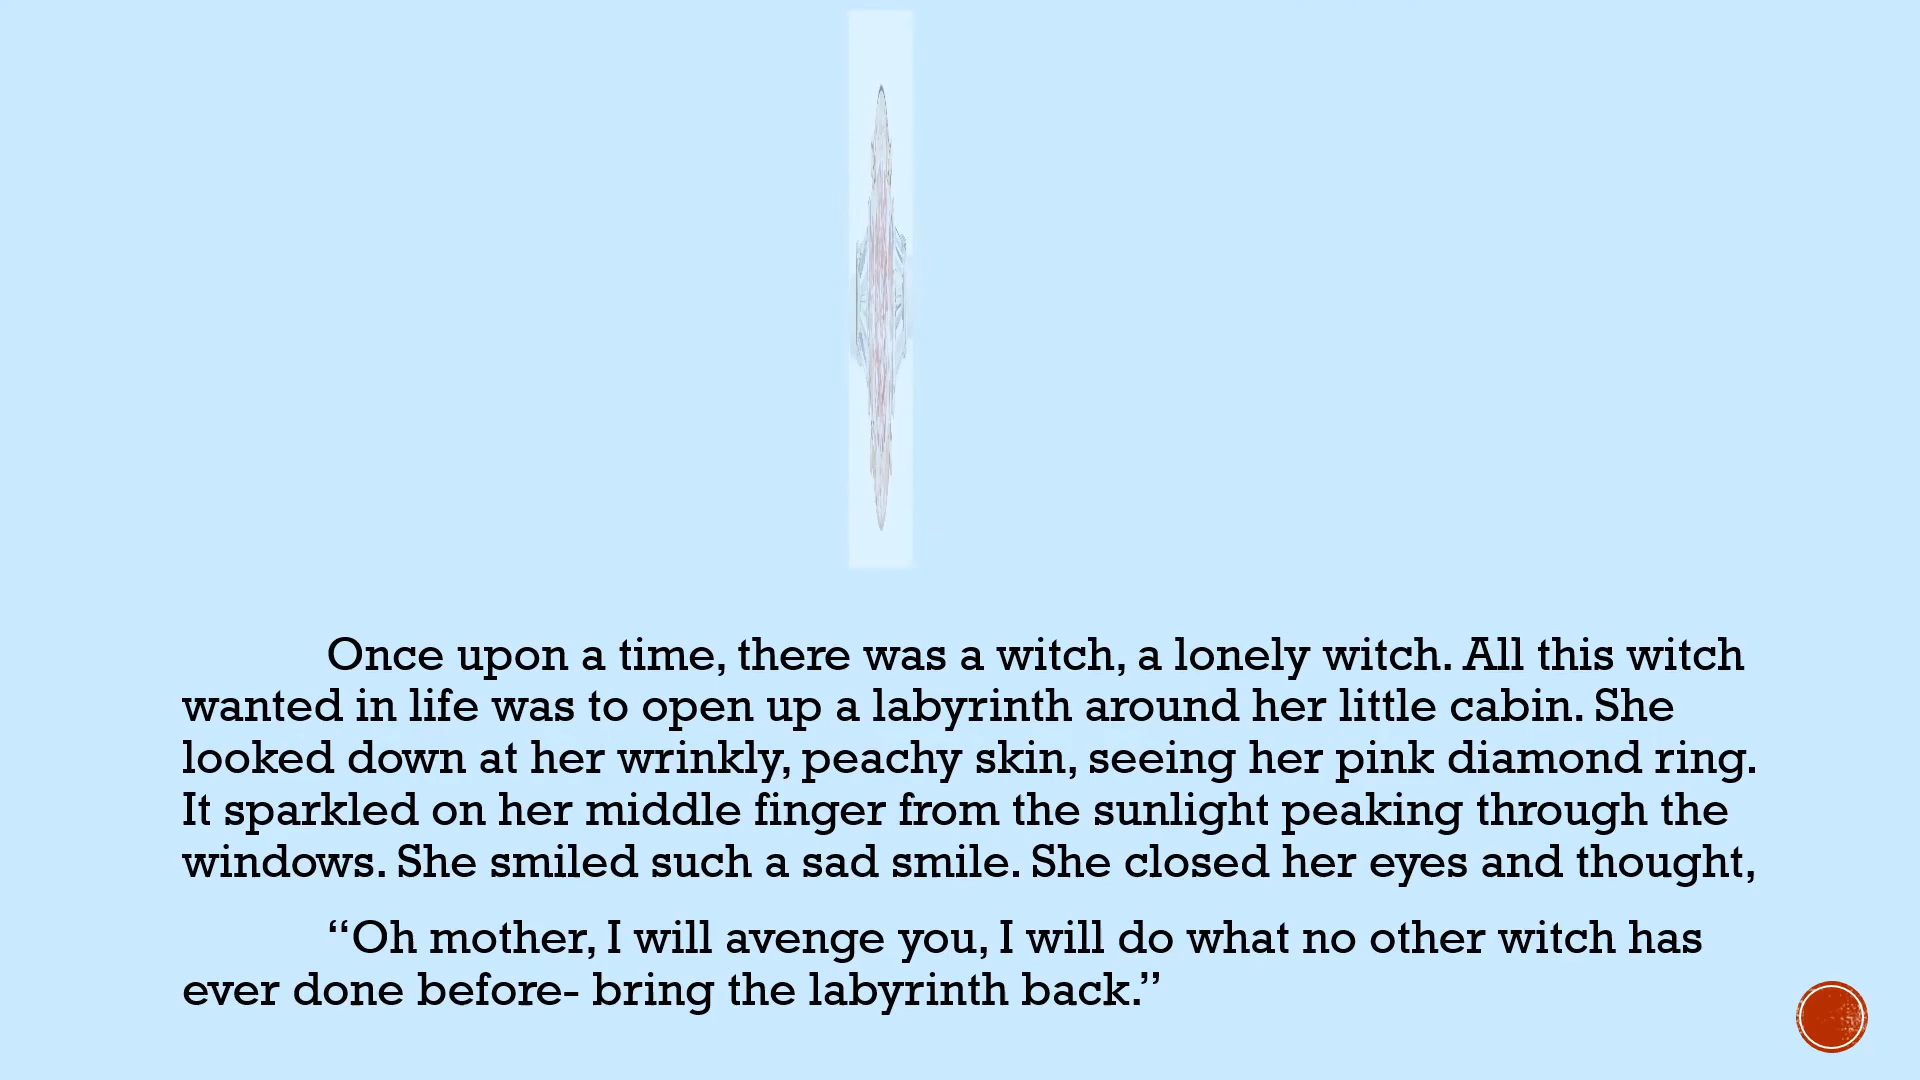 Once upon a time, there was a witch, a lonely witch. All this witch
wanted in life was to open up a labyrinth around her little cabin. She
looked down at her wrinkly, peachy skin, seeing her pink diamond ring.
It sparkled on her middle finger from the sunlight peaking through the
windows. She smiled such a sad smile. She closed her eyes and thought,
“Oh mother, I will avenge you, I will do what no other witch has
ever done before- bring the labyrinth back.”